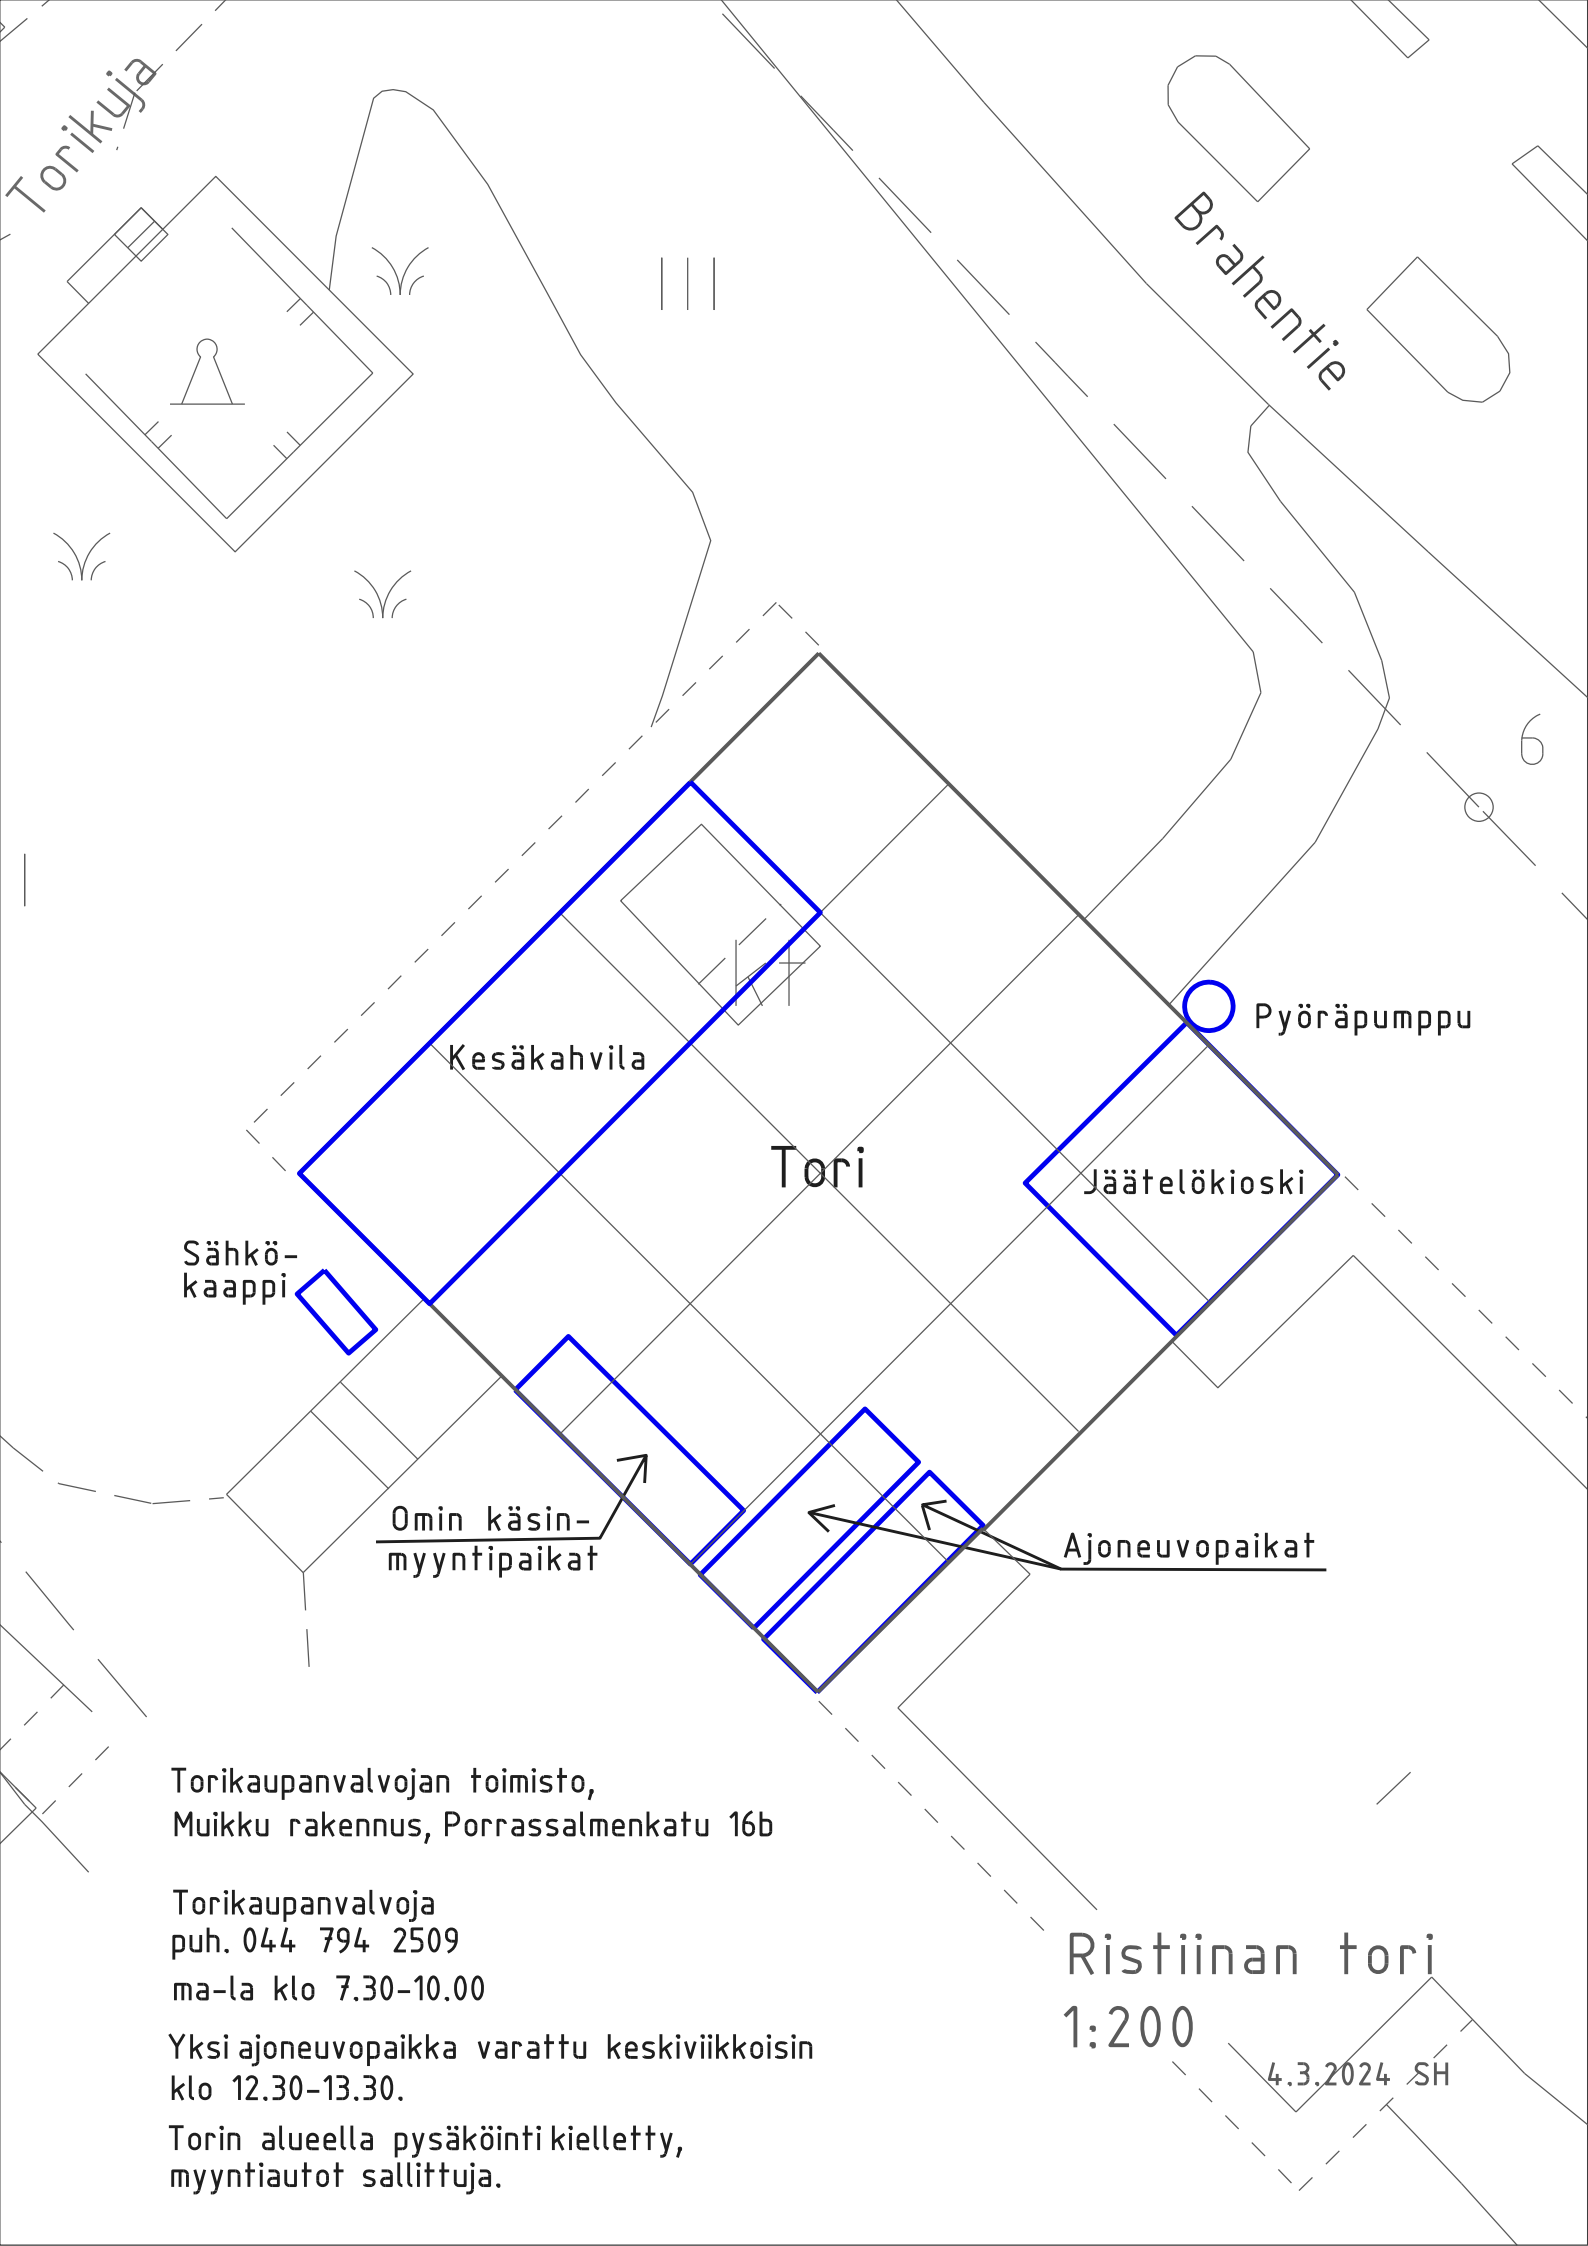 Torikuja
Brahentie
6
kt
Pyöräpumppu
Kesäkahvila
Tori
Jäätelökioski
Sähkö-
kaappi
Omin käsin-
myyntipaikat
Ajoneuvopaikat
Torikaupanvalvojan toimisto,
Muikku rakennus, Porrassalmenkatu 16b
Torikaupanvalvoja
puh. 044 794 2509
ma-la klo 7.30-10.00
Yksi ajoneuvopaikka varattu keskiviikkoisin
klo 12.30-13.30.
Torin alueella pysäköinti kielletty,
myyntiautot sallittuja.
Ristiinan tori
1:200
4.3.2024 SH